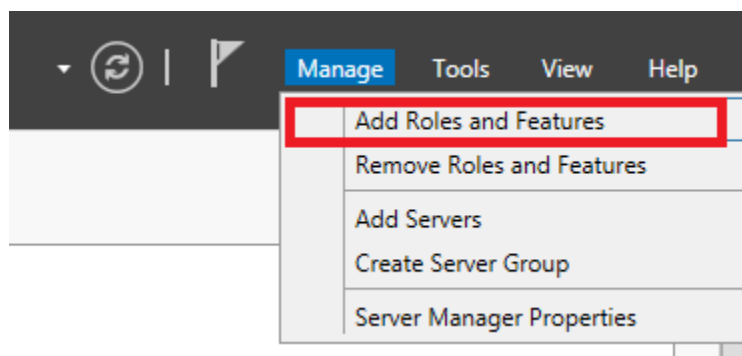 Manage Tools View Help
Add Roles and Features
Remove Roles and Features
Add Servers
Create Server Group
Server Manager Properties